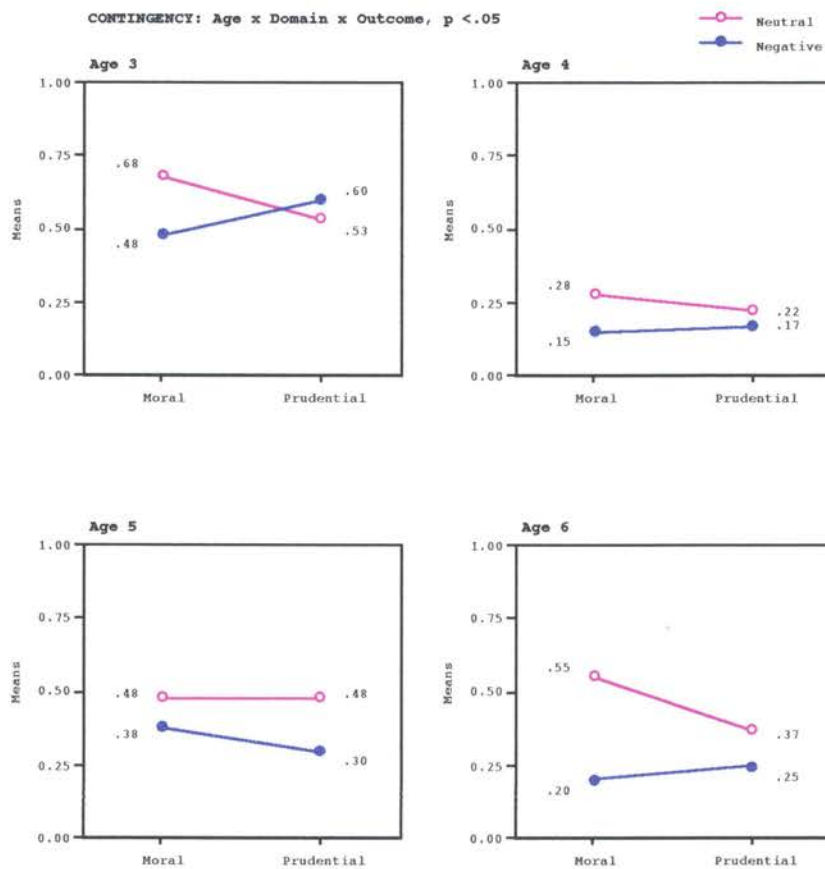 CONTINGENCY: Age x Domain x Outcome, p <.05
Neutral
Negative
Age 3
1.00
0.75
0.50
0.25
0.00
Means
.68
.48
.60
.53
Moral
Prudential
Age 4
1.00
0.75
0.50
0.25
0.00
Means
.28
.15
.22
.17
Moral
Prudential
Age 5
1.00
0.75
0.50
0.25
0.00
Means
.48
.38
.48
.30
Moral
Prudential
Age 6
1.00
0.75
0.50
0.25
0.00
Means
.55
.20
.37
.25
Moral
Prudential